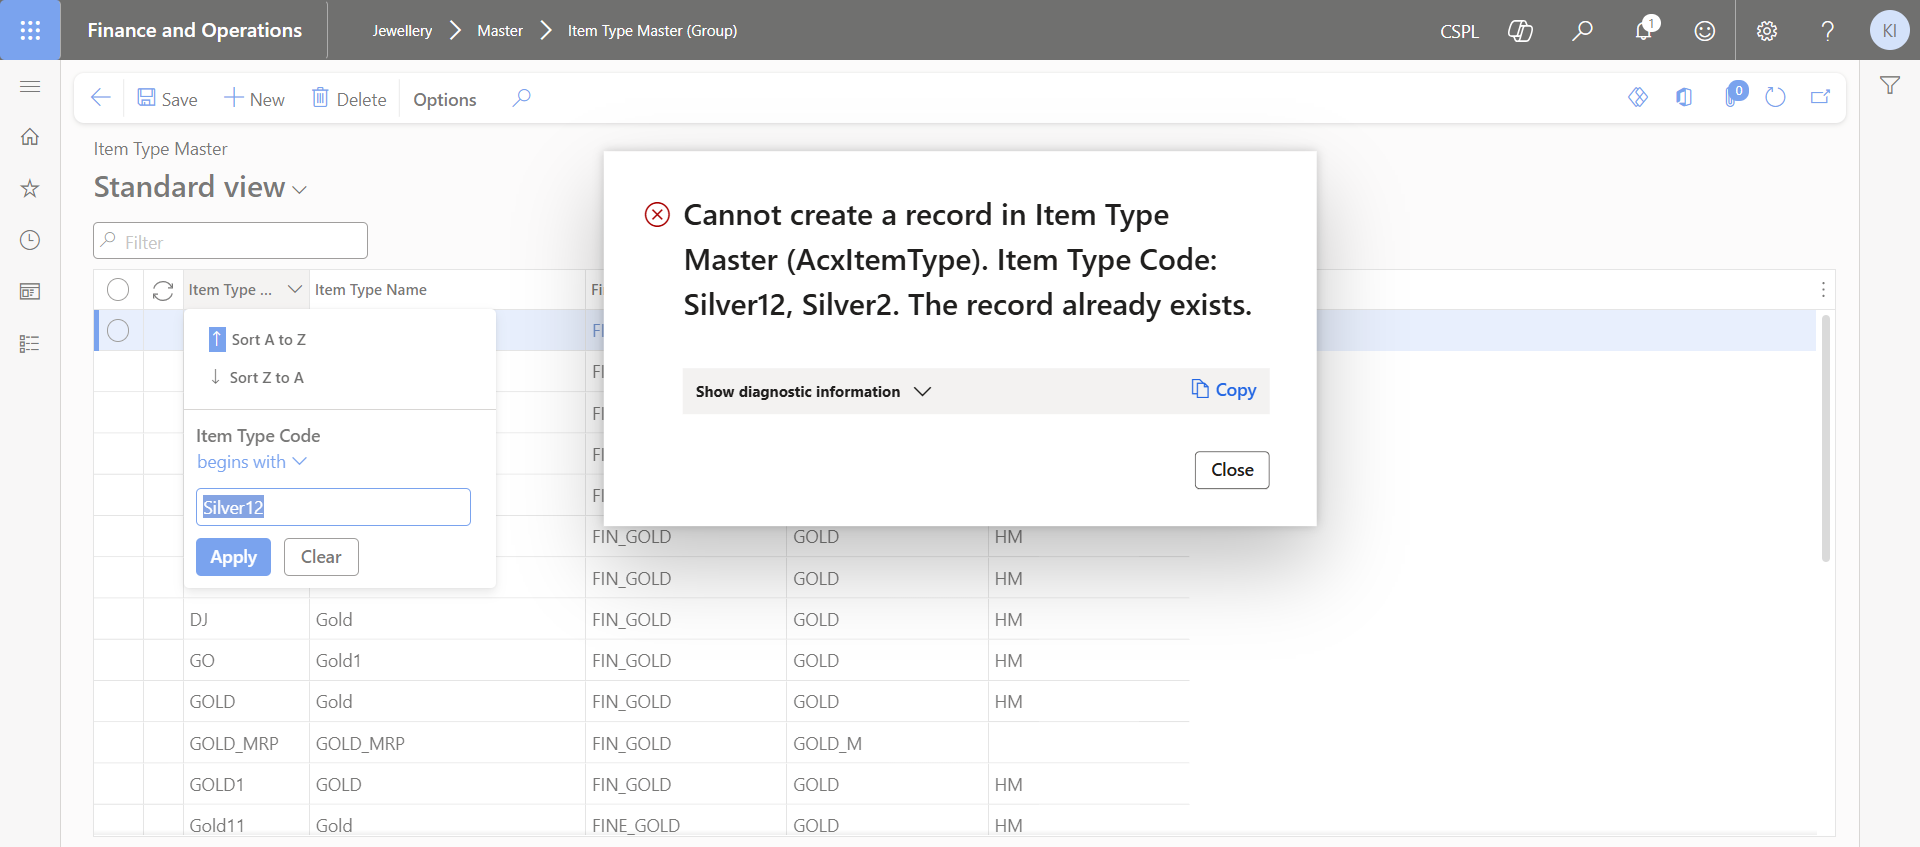 Finance and Operations
Jewellery
Master
Item Type Master (Group)
CSPL
1
KI
Save
New
Delete
Options
0
Item Type Master
Standard view
Filter
Item Type ...
Item Type Name
Sort A to Z
Sort Z to A
Item Type Code
begins with
Silver12
Apply
Clear
Cannot create a record in Item Type
Master (AcxItemType). Item Type Code:
Silver12, Silver2. The record already exists.
Show diagnostic information
Copy
Close
FIN_GOLD GOLD HM
FIN_GOLD GOLD HM
DJ Gold FIN_GOLD GOLD HM
GO Gold1 FIN_GOLD GOLD HM
GOLD Gold FIN_GOLD GOLD HM
GOLD_MRP GOLD_MRP FIN_GOLD GOLD_M
GOLD1 GOLD FIN_GOLD GOLD HM
Gold11 Gold FINE_GOLD GOLD HM